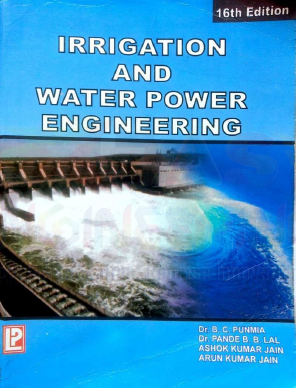 16th Edition
IRRIGATION
AND
WATER POWER
ENGINEERING
Dr. B. C. PUNMIA
Dr. PANDE B. B. LAL
ASHOK KUMAR JAIN
ARUN KUMAR JAIN